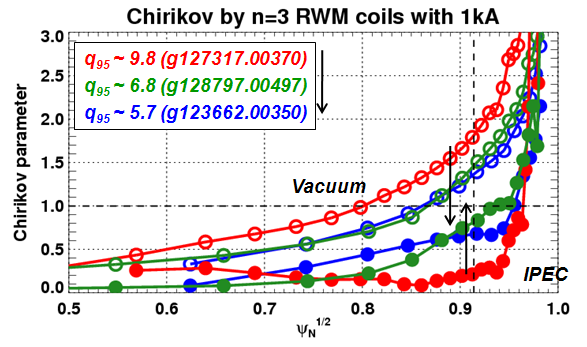 Chirikov by n=3 RWM coils with 1kA
3.0
2.5
2.0
1.5
1.0
0.5
0.0
Chirikov parameter
q95 ~ 9.8 (g127317.00370)
q95 ~ 6.8 (g128797.00497)
q95 ~ 5.7 (g123662.00350)
Vacuum
IPEC
0.5 0.6 0.7 0.8 0.9 1.0
ψN1/2